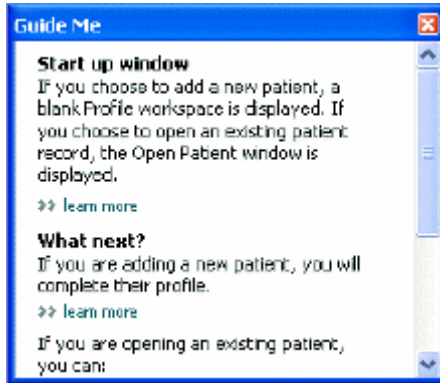 Guide Me
Start up window
If you choose to add a new patient, a
blank Profile workspace is displayed. If
you choose to open an existing patient
record, the Open Patient window is
displayed.
>> learn more
What next?
If you are adding a new patient, you will
complete their profile.
>> learn more
If you are opening an existing patient,
you can: